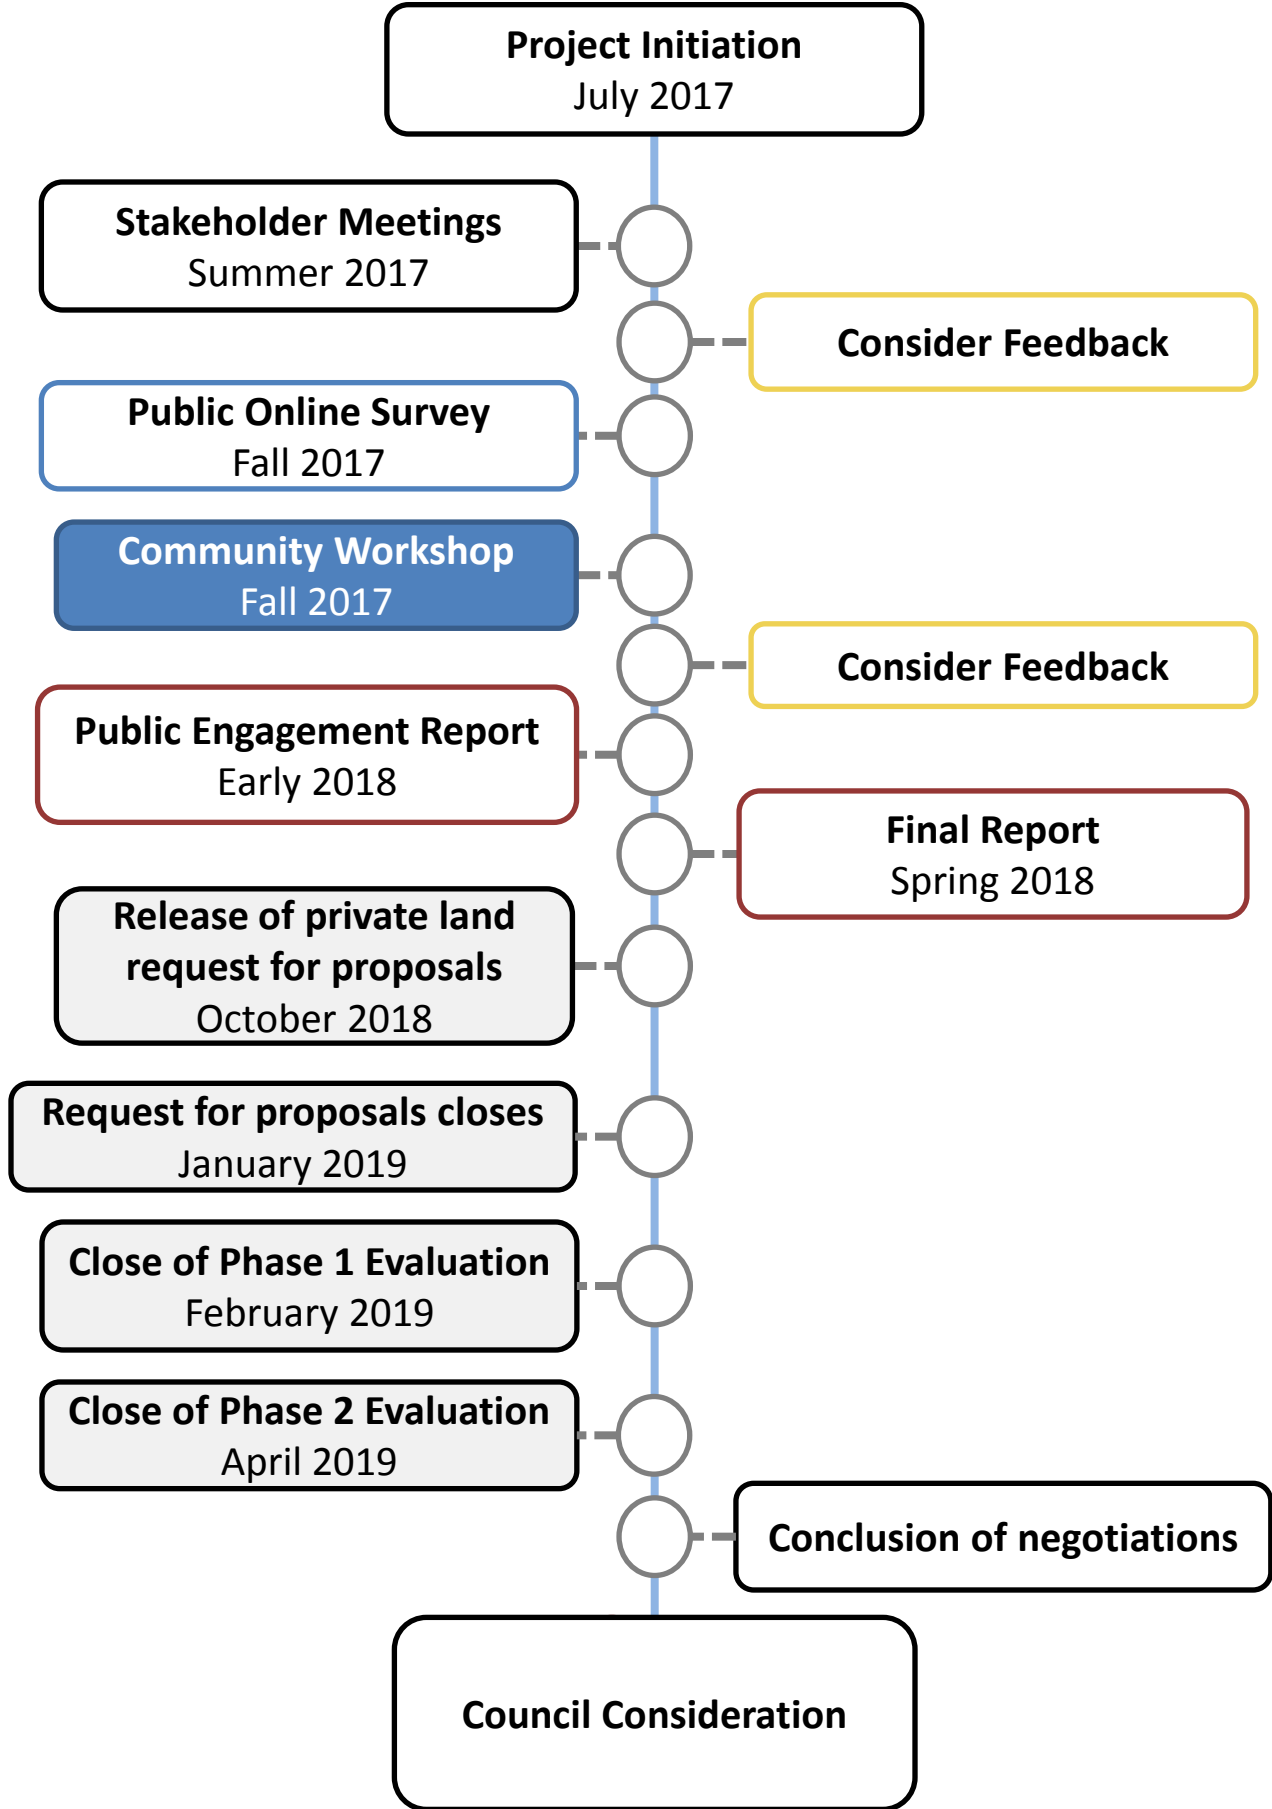 Project Initiation
July 2017
Stakeholder Meetings
Summer 2017
Consider Feedback
Public Online Survey
Fall 2017
Community Workshop
Fall 2017
Consider Feedback
Public Engagement Report
Early 2018
Final Report
Spring 2018
Release of private land
request for proposals
October 2018
Request for proposals closes
January 2019
Close of Phase 1 Evaluation
February 2019
Close of Phase 2 Evaluation
April 2019
Conclusion of negotiations
Council Consideration